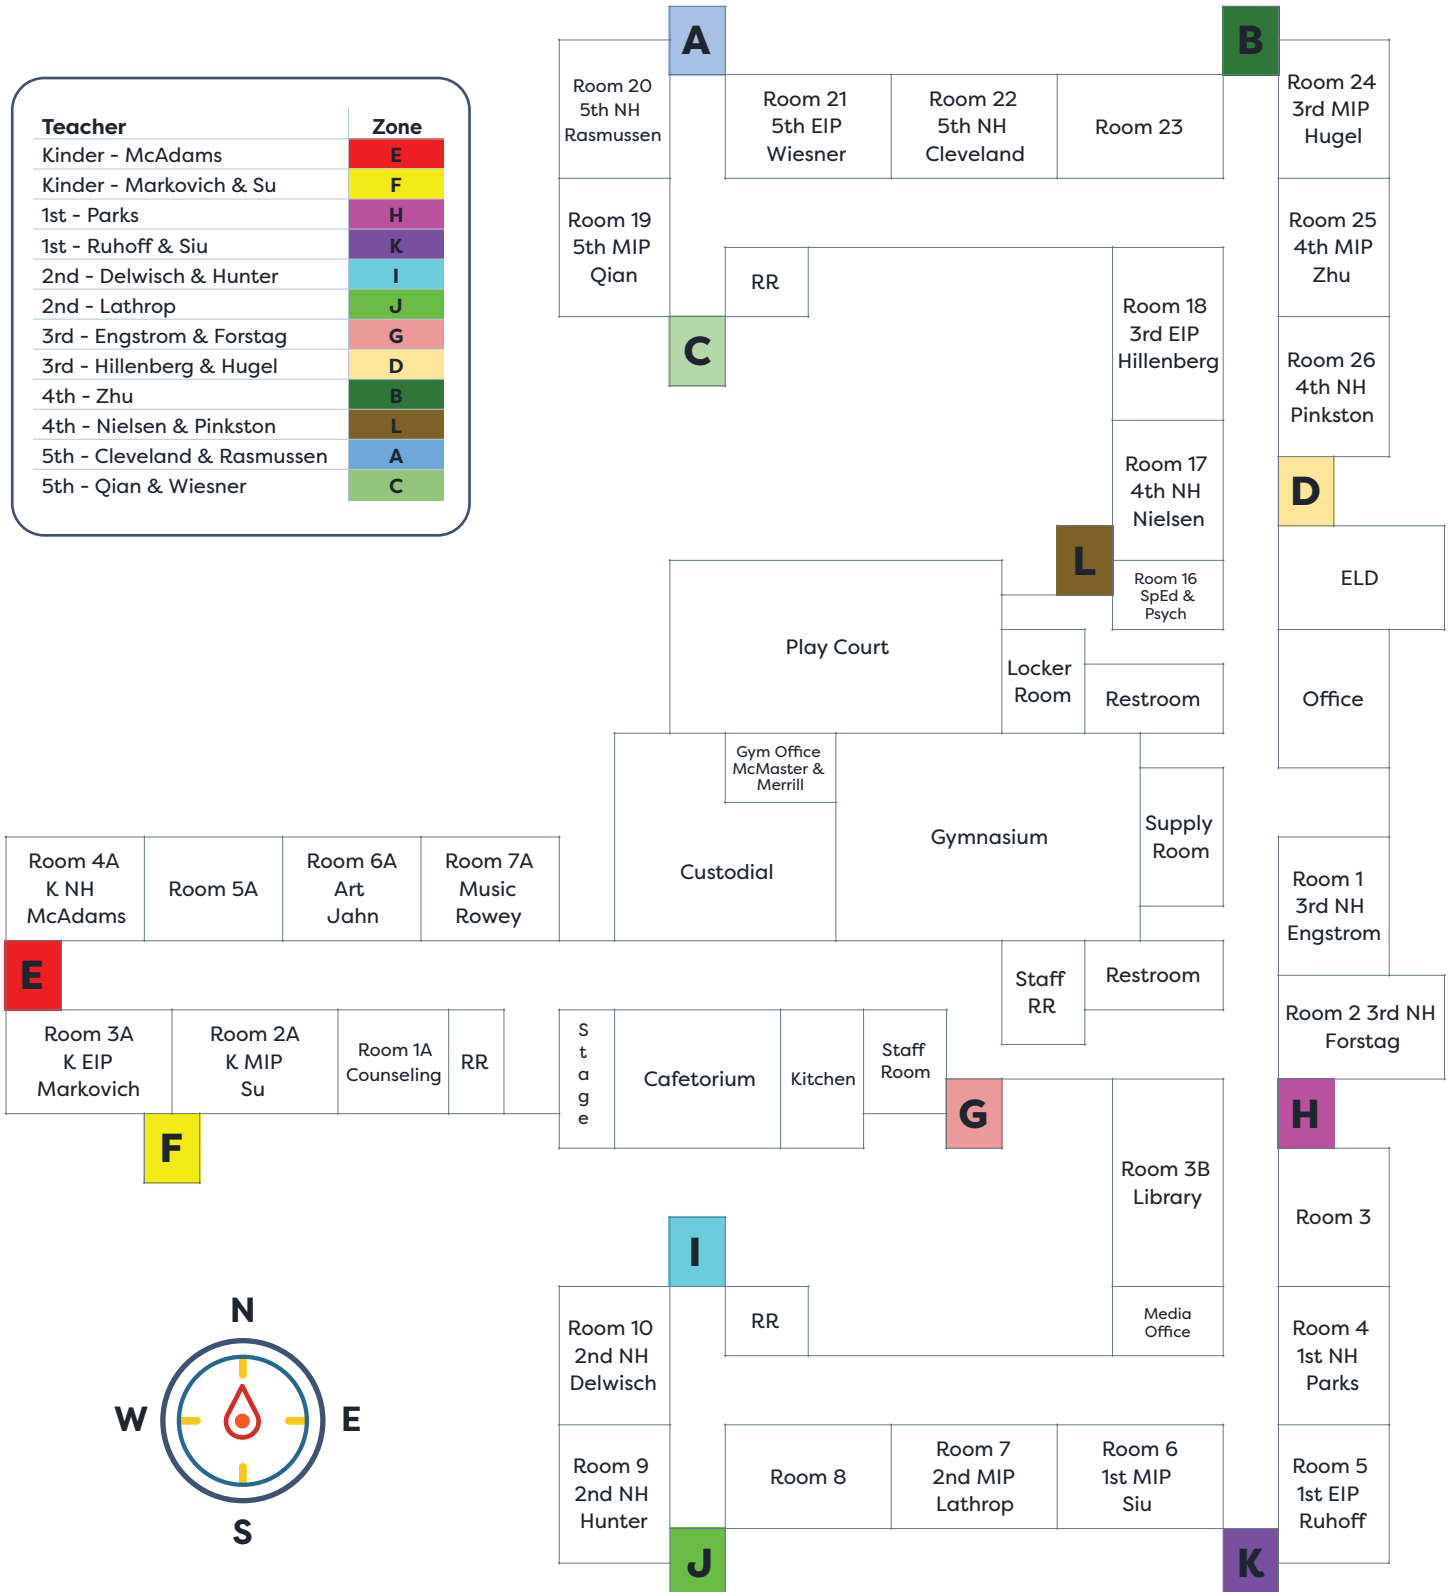 A
B
Room 20
5th NH
Rasmussen
Room 21
5th EIP
Wiesner
Room 22
5th NH
Cleveland
Room 23
Room 24
3rd MIP
Hugel
Teacher Zone
Kinder - McAdams E
Kinder - Markovich & Su F
1st - Parks H
1st - Ruhoff & Siu K
2nd - Delwisch & Hunter I
2nd - Lathrop J
3rd - Engstrom & Forstag G
3rd - Hillenberg & Hugel D
4th - Zhu B
4th - Nielsen & Pinkston L
5th - Cleveland & Rasmussen A
5th - Qian & Wiesner C
Room 19
5th MIP
Qian
RR
C
Room 18
3rd EIP
Hillenberg
Room 25
4th MIP
Zhu
Room 26
4th NH
Pinkston
Room 17
4th NH
Nielsen
D
L
Room 16
SpEd &
Psych
ELD
Play Court
Locker
Room
Restroom
Office
Gym Office
McMaster &
Merrill
Gymnasium
Supply
Room
Custodial
Room 4A
K NH
McAdams
Room 5A
Room 6A
Art
Jahn
Room 7A
Music
Rowey
Room 1
3rd NH
Engstrom
E
Staff
RR
Restroom
Room 2 3rd NH
Forstag
Room 3A
K EIP
Markovich
Room 2A
K MIP
Su
Room 1A
Counseling
RR
S
t
a
g
e
Cafetorium
Kitchen
Staff
Room
G
H
F
Room 3B
Library
Room 3
I
Room 10
2nd NH
Delwisch
RR
Media
Office
Room 4
1st NH
Parks
N
W
E
S
Room 9
2nd NH
Hunter
Room 8
Room 7
2nd MIP
Lathrop
Room 6
1st MIP
Siu
Room 5
1st EIP
Ruhoff
J
K